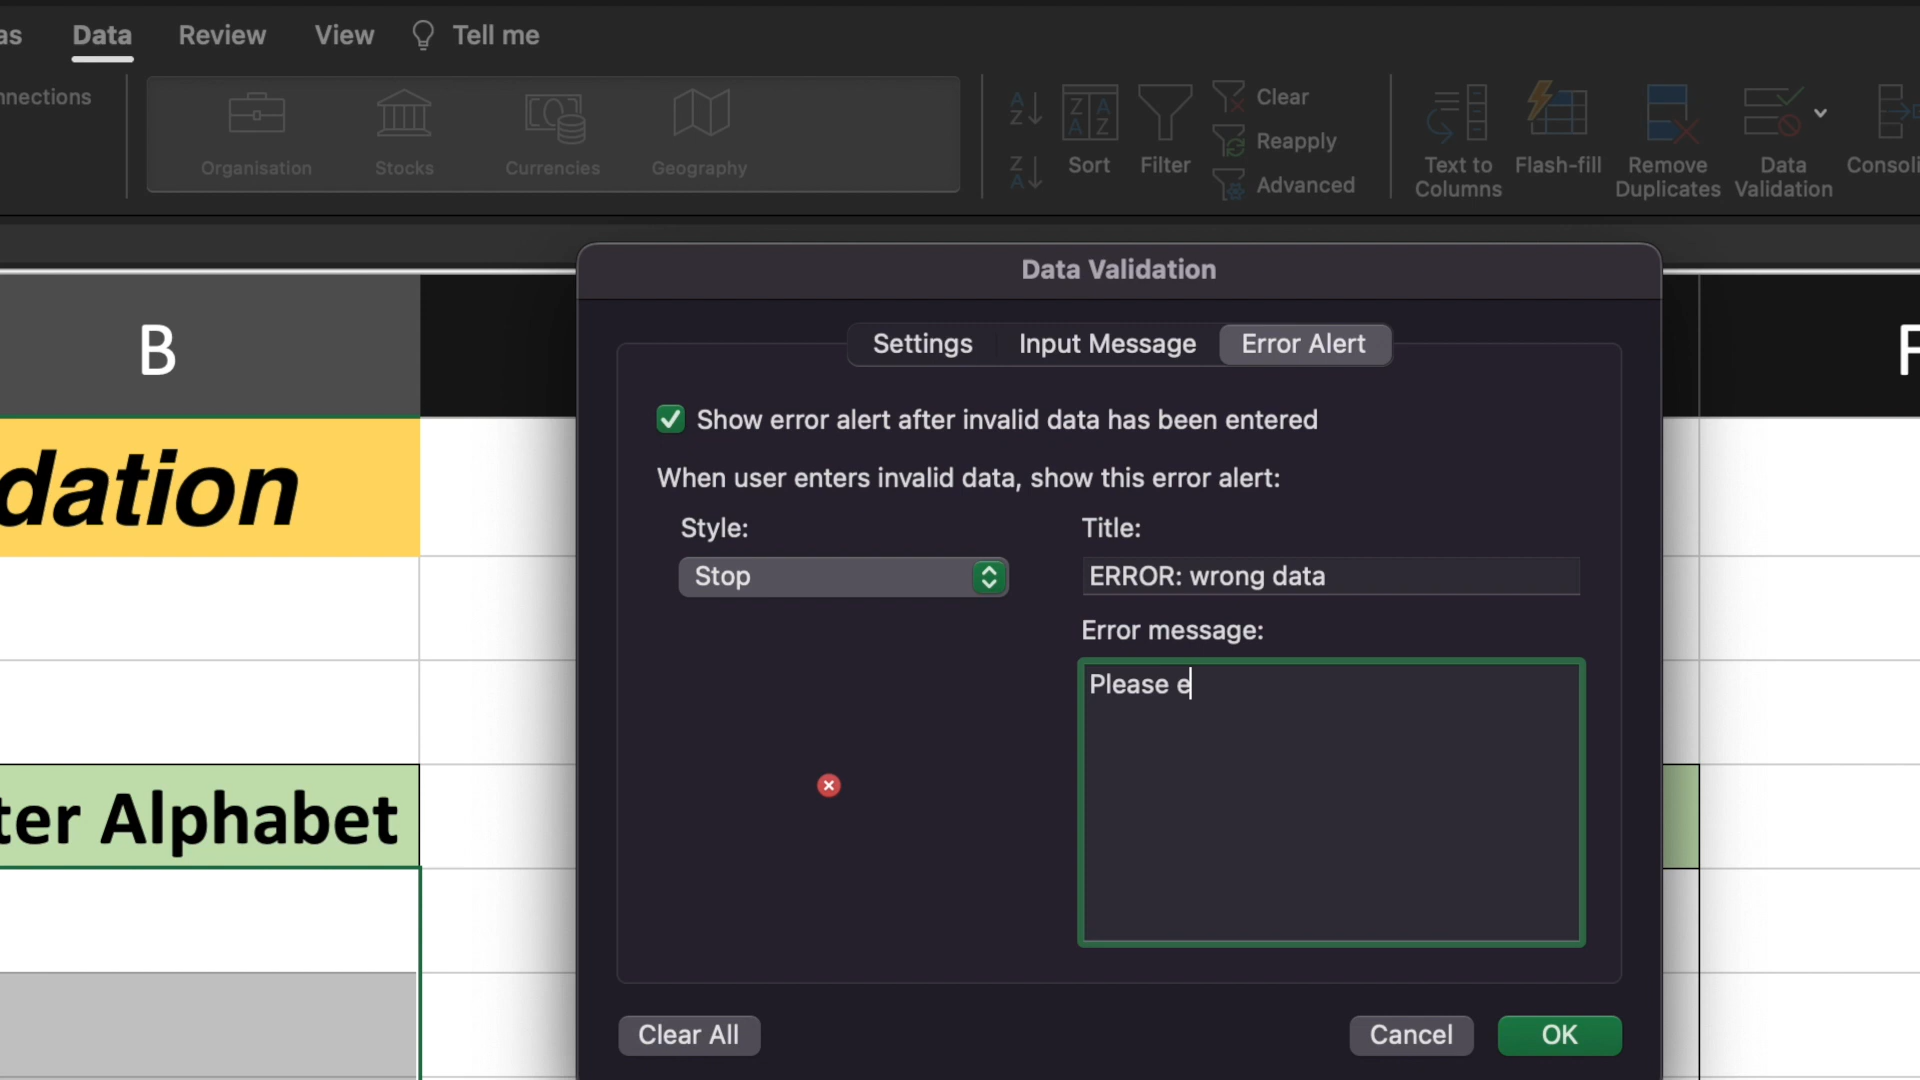 as Data Review View Tell me
nnections
Organisation Stocks Currencies Geography
Sort Filter
Clear
Reapply
Advanced
Text to Columns
Flash-fill
Remove Duplicates
Data Validation
Consoli
Data Validation
B
F
Settings Input Message Error Alert
Show error alert after invalid data has been entered
When user enters invalid data, show this error alert:
Style: Title:
Stop ERROR: wrong data
Error message:
Please e
dation
ter Alphabet
Clear All Cancel OK